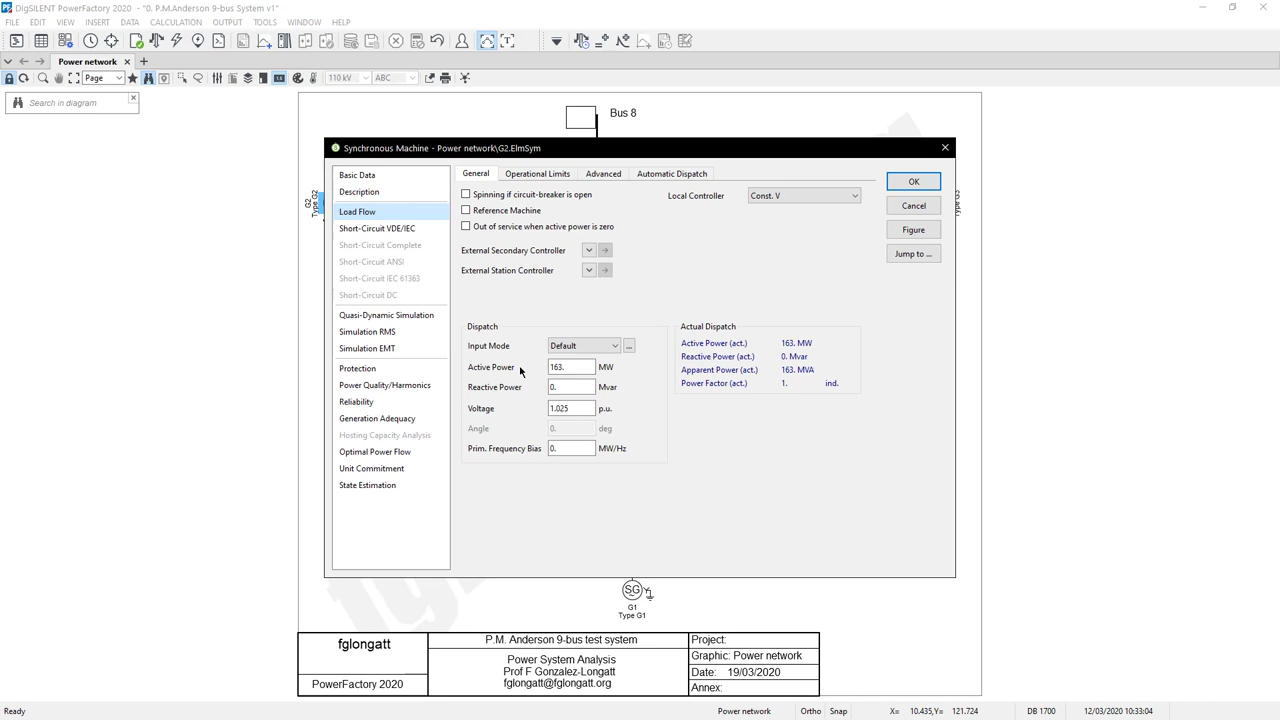 DIgSILENT PowerFactory 2020 - "0. P.M.Anderson 9-bus System v1"
FILE EDIT VIEW INSERT DATA CALCULATION OUTPUT TOOLS WINDOW HELP
Power network
Page 110 kV ABC
Search in diagram
Bus 8
Synchronous Machine - Power network\G2.ElmSym
Basic Data
Description
Load Flow
Short-Circuit VDE/IEC
Short-Circuit Complete
Short-Circuit ANSI
Short-Circuit IEC 61363
Short-Circuit DC
Quasi-Dynamic Simulation
Simulation RMS
Simulation EMT
Protection
Power Quality/Harmonics
Reliability
Generation Adequacy
Hosting Capacity Analysis
Optimal Power Flow
Unit Commitment
State Estimation
General Operational Limits Advanced Automatic Dispatch
Spinning if circuit-breaker is open
Reference Machine
Out of service when active power is zero
Local Controller Const. V
External Secondary Controller
External Station Controller
Dispatch
Input Mode Default ...
Active Power 163. MW
Reactive Power 0. Mvar
Voltage 1.025 p.u.
Angle 0. deg
Prim. Frequency Bias 0. MW/Hz
Actual Dispatch
Active Power (act.) 163. MW
Reactive Power (act.) 0. Mvar
Apparent Power (act.) 163. MVA
Power Factor (act.) 1. ind.
OK
Cancel
Figure
Jump to ...
G2
Type G2
SG
G1
Type G1
fglongatt
PowerFactory 2020
P.M. Anderson 9-bus test system
Power System Analysis
Prof F Gonzalez-Longatt
fglongatt@fglongatt.org
Project:
Graphic: Power network
Date: 19/03/2020
Annex:
Ready Power network Ortho Snap X= 10.435,Y= 121.724 DB 1700 12/03/2020 10:33:04